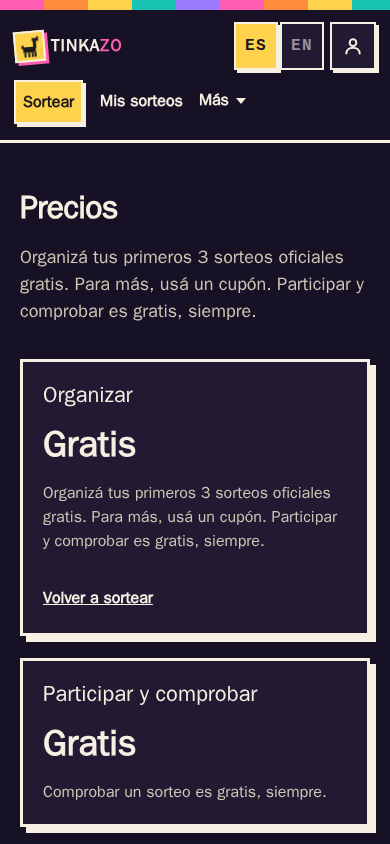 TINKAZO
ES
EN
Sortear
Mis sorteos
Más
Precios
Organizá tus primeros 3 sorteos oficiales
gratis. Para más, usá un cupón. Participar y
comprobar es gratis, siempre.
Organizar
Gratis
Organizá tus primeros 3 sorteos oficiales
gratis. Para más, usá un cupón. Participar
y comprobar es gratis, siempre.
Volver a sortear
Participar y comprobar
Gratis
Comprobar un sorteo es gratis, siempre.